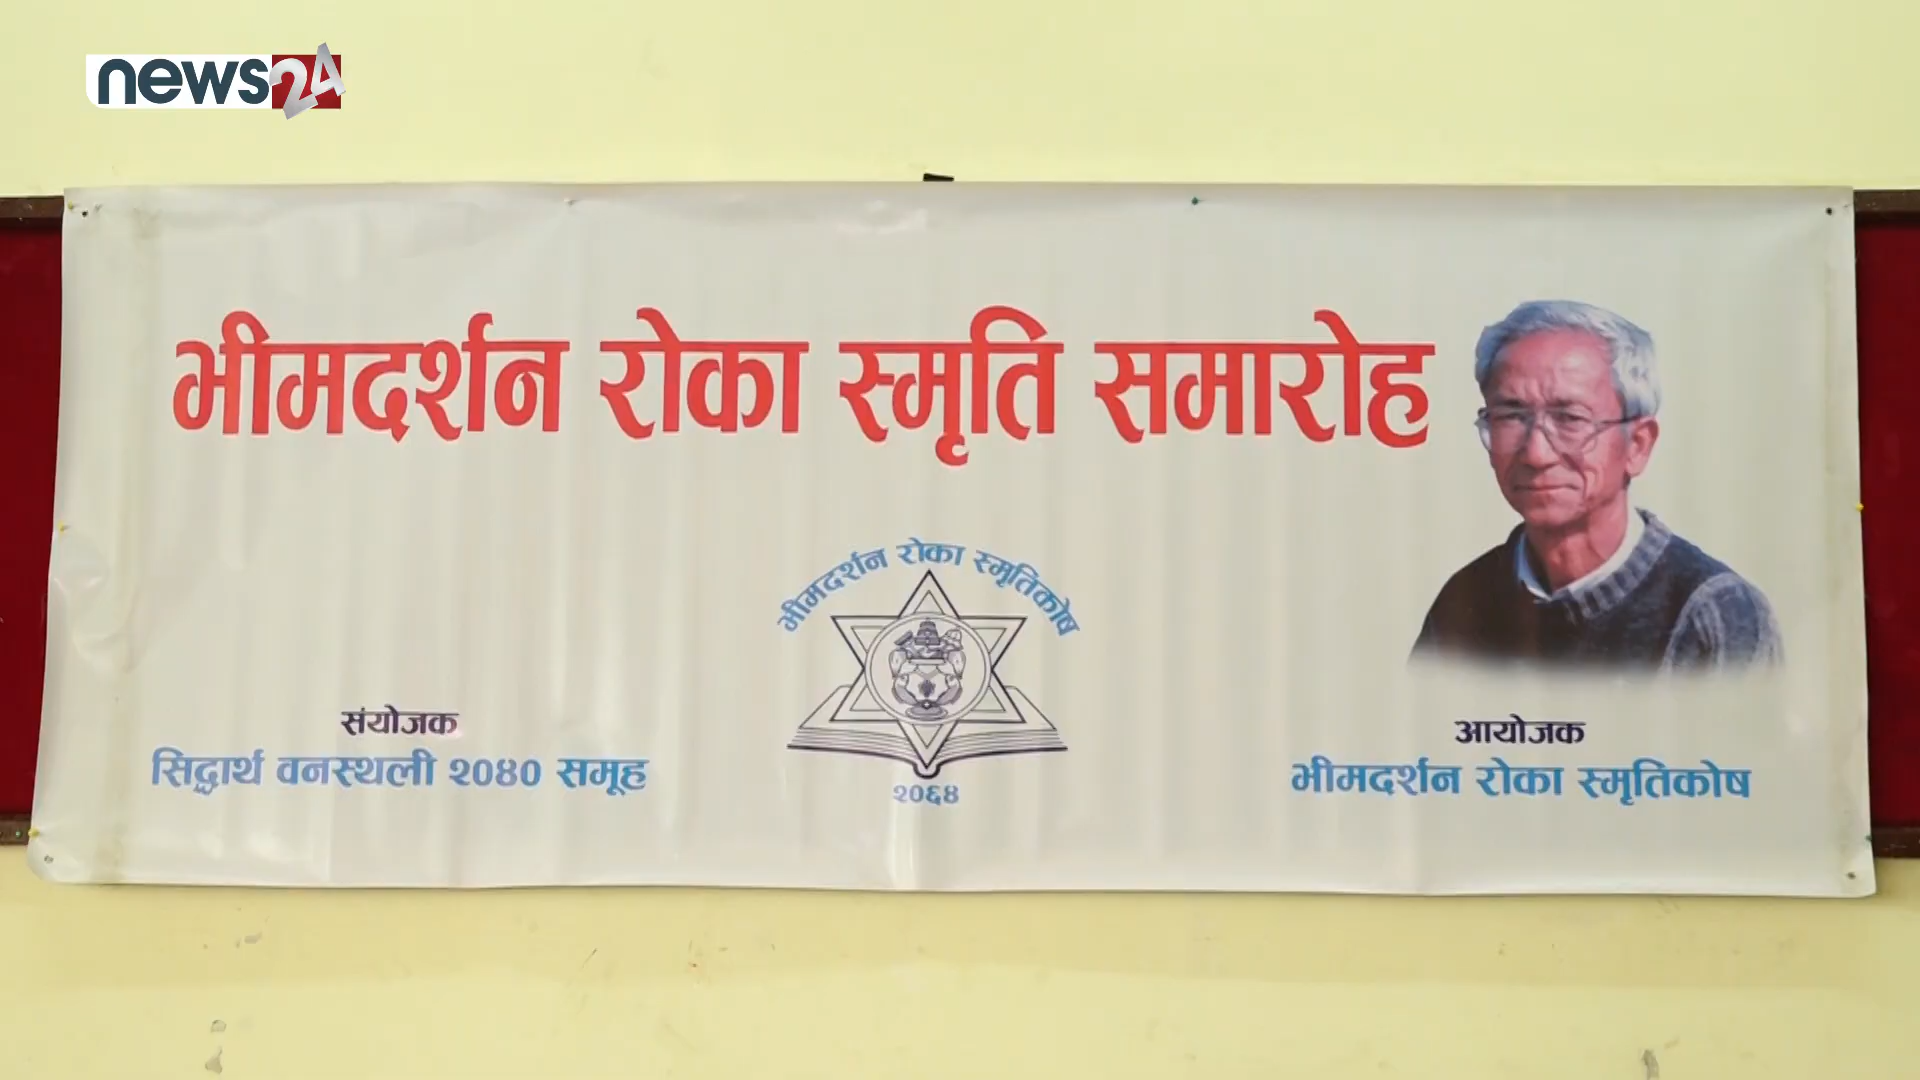 news24
भीमदर्शन रोका स्मृति समारोह
भीमदर्शन रोका स्मृतिकोष
२०६४
संयोजक
सिद्धार्थ वनस्थली २०४० समूह
आयोजक
भीमदर्शन रोका स्मृतिकोष